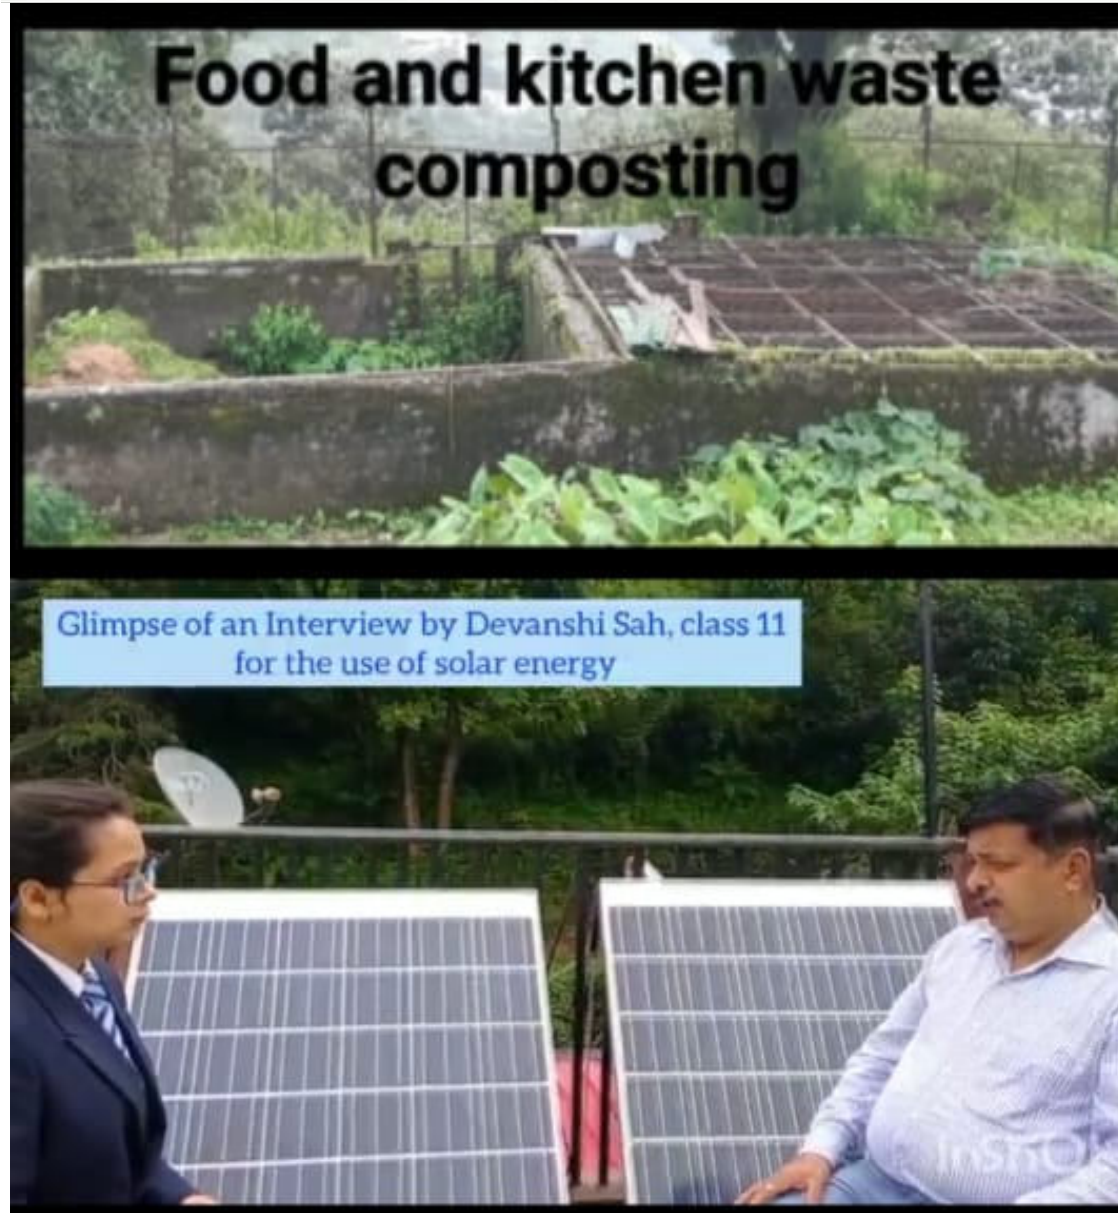 Food and kitchen waste
composting
Glimpse of an Interview by Devanshi Sah, class 11
for the use of solar energy